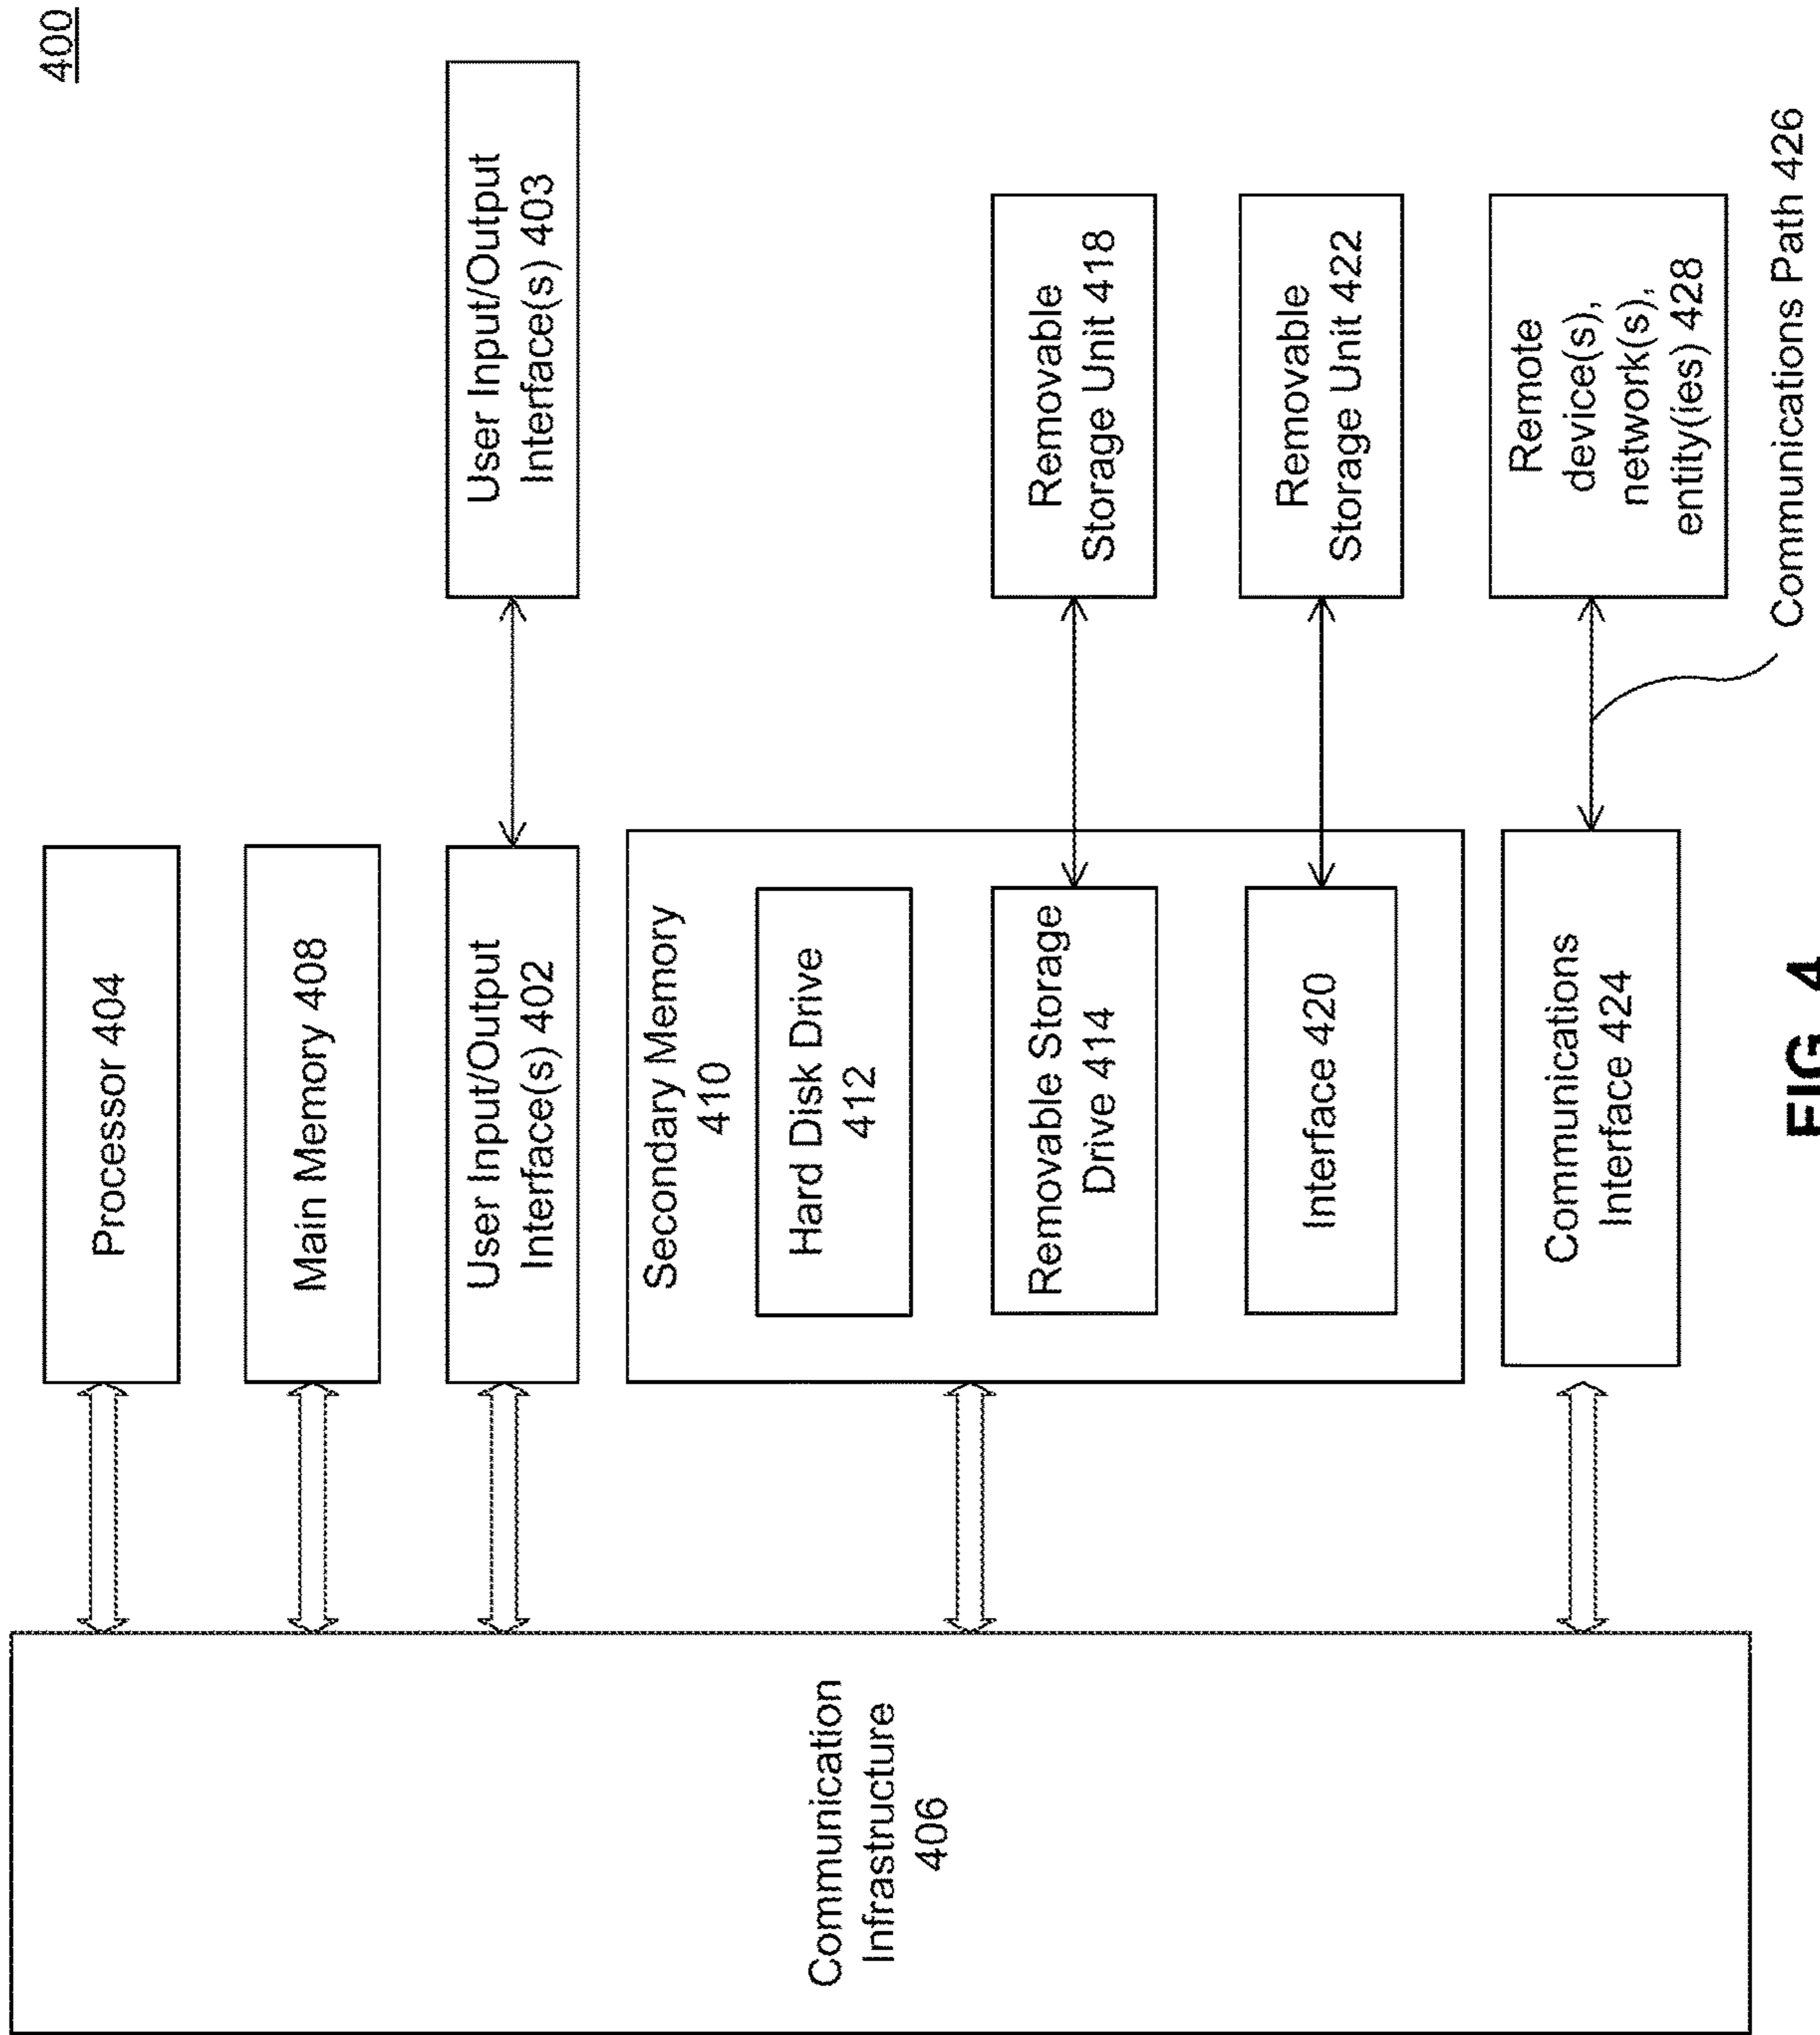 400
Processor 404
Main Memory 408
User Input/Output
Interface(s) 402
User Input/Output
Interface(s) 403
Communication
Infrastructure
406
Secondary Memory
410
Hard Disk Drive
412
Removable Storage
Drive 414
Removable
Storage Unit 418
Interface 420
Removable
Storage Unit 422
Communications
Interface 424
Remote
device(s),
network(s),
entity(ies) 428
Communications Path 426
FIG. 4